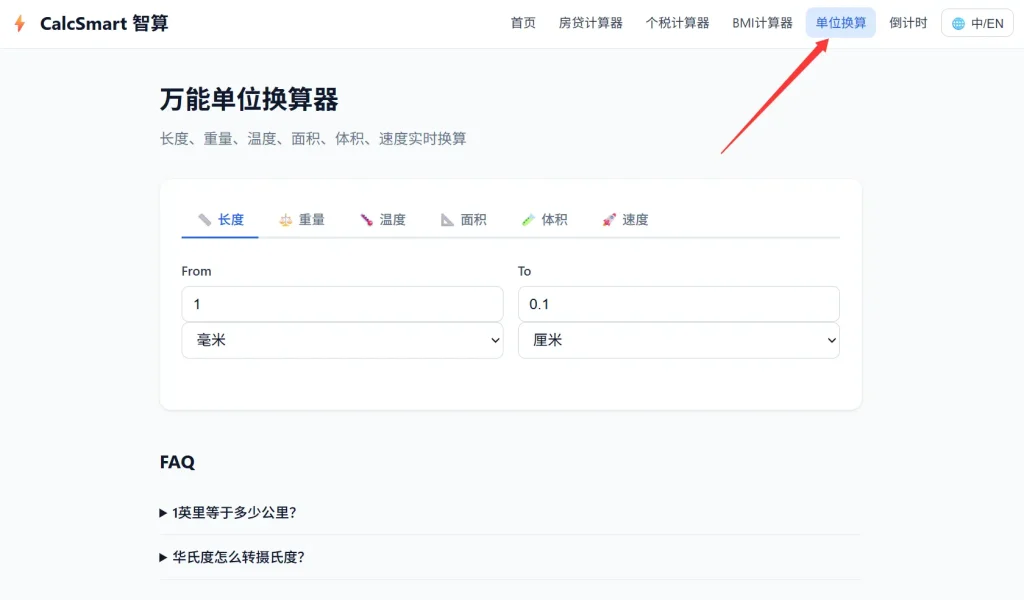 CalcSmart 智算 首页 房贷计算器 个税计算器 BMI计算器 单位换算 倒计时 中/EN
万能单位换算器
长度、重量、温度、面积、体积、速度实时换算
长度 重量 温度 面积 体积 速度
From To
1 0.1
毫米 厘米
FAQ
1英里等于多少公里?
华氏度怎么转摄氏度?